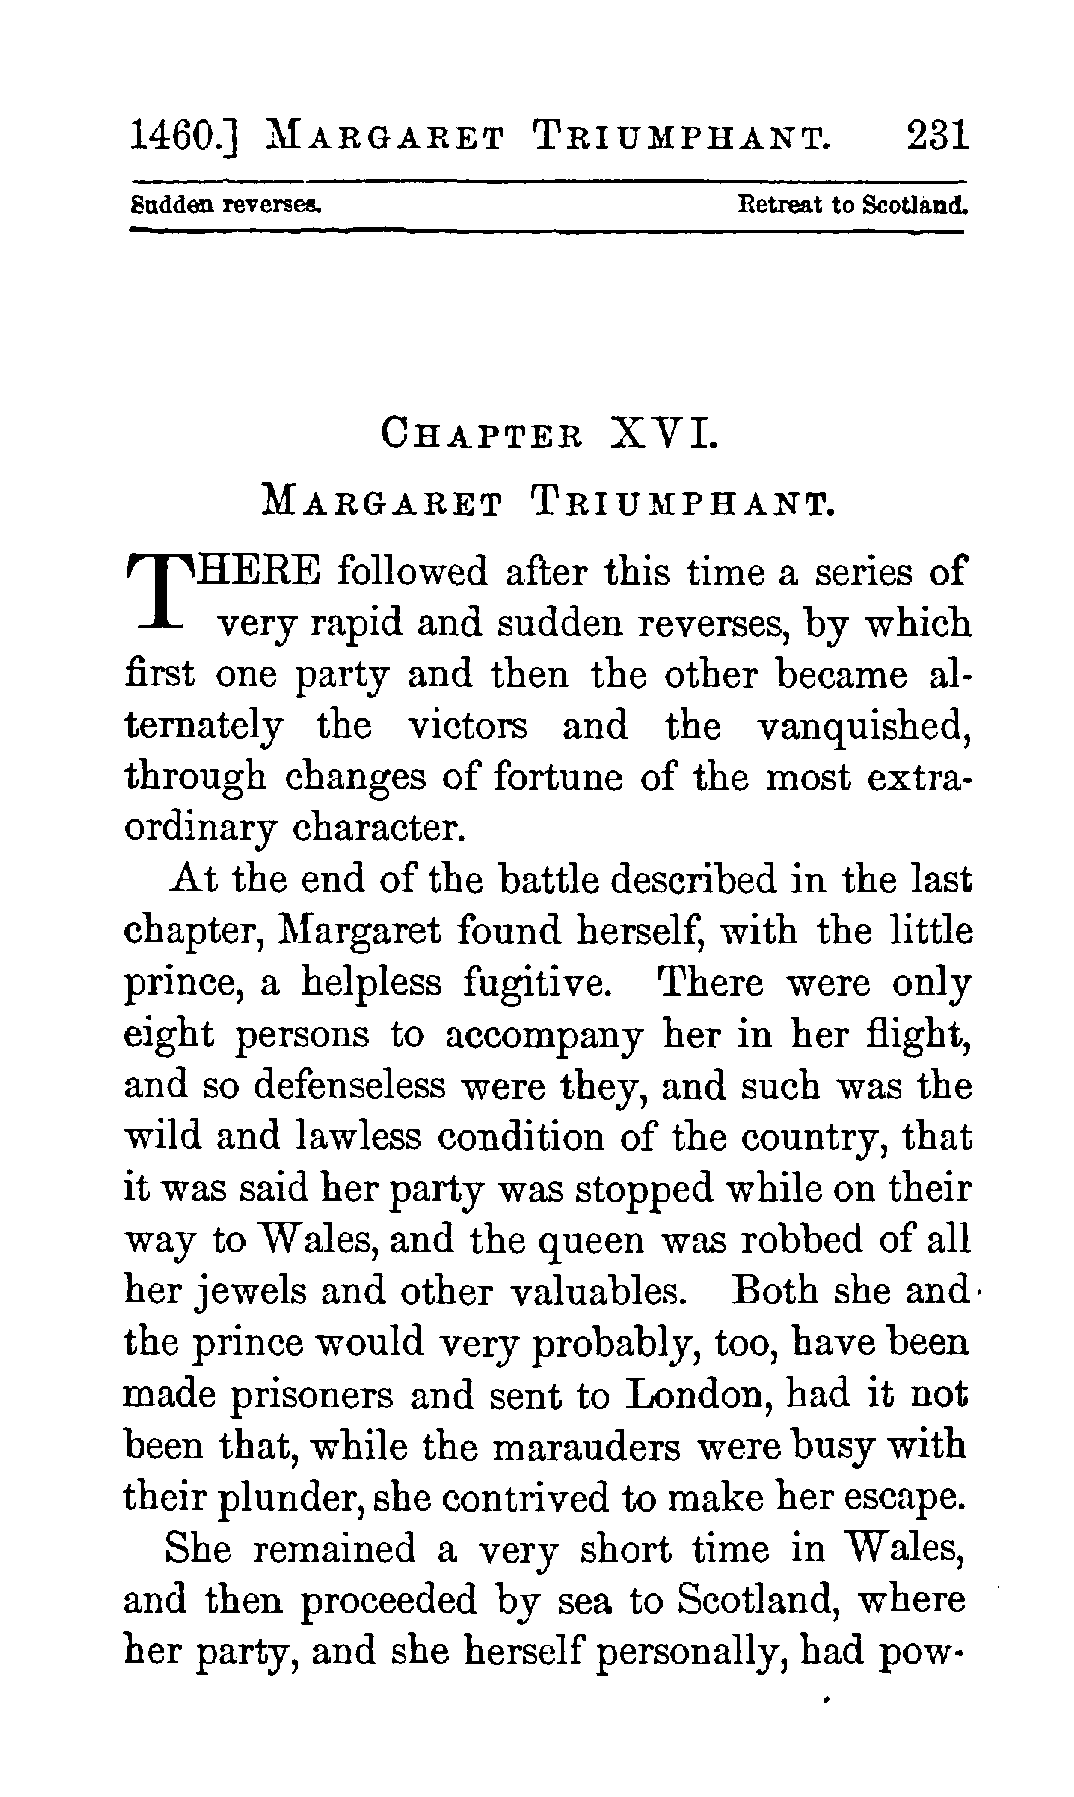 1460.] MARGARET TRIUMPHANT. 231
Sudden reverses. Retreat to Scotland.
CHAPTER XVI.
MARGARET TRIUMPHANT.
THERE followed after this time a series of
very rapid and sudden reverses, by which
first one party and then the other became al-
ternately the victors and the vanquished,
through changes of fortune of the most extra-
ordinary character.
At the end of the battle described in the last
chapter, Margaret found herself, with the little
prince, a helpless fugitive. There were only
eight persons to accompany her in her flight,
and so defenseless were they, and such was the
wild and lawless condition of the country, that
it was said her party was stopped while on their
way to Wales, and the queen was robbed of all
her jewels and other valuables. Both she and
the prince would very probably, too, have been
made prisoners and sent to London, had it not
been that, while the marauders were busy with
their plunder, she contrived to make her escape.
She remained a very short time in Wales,
and then proceeded by sea to Scotland, where
her party, and she herself personally, had pow-